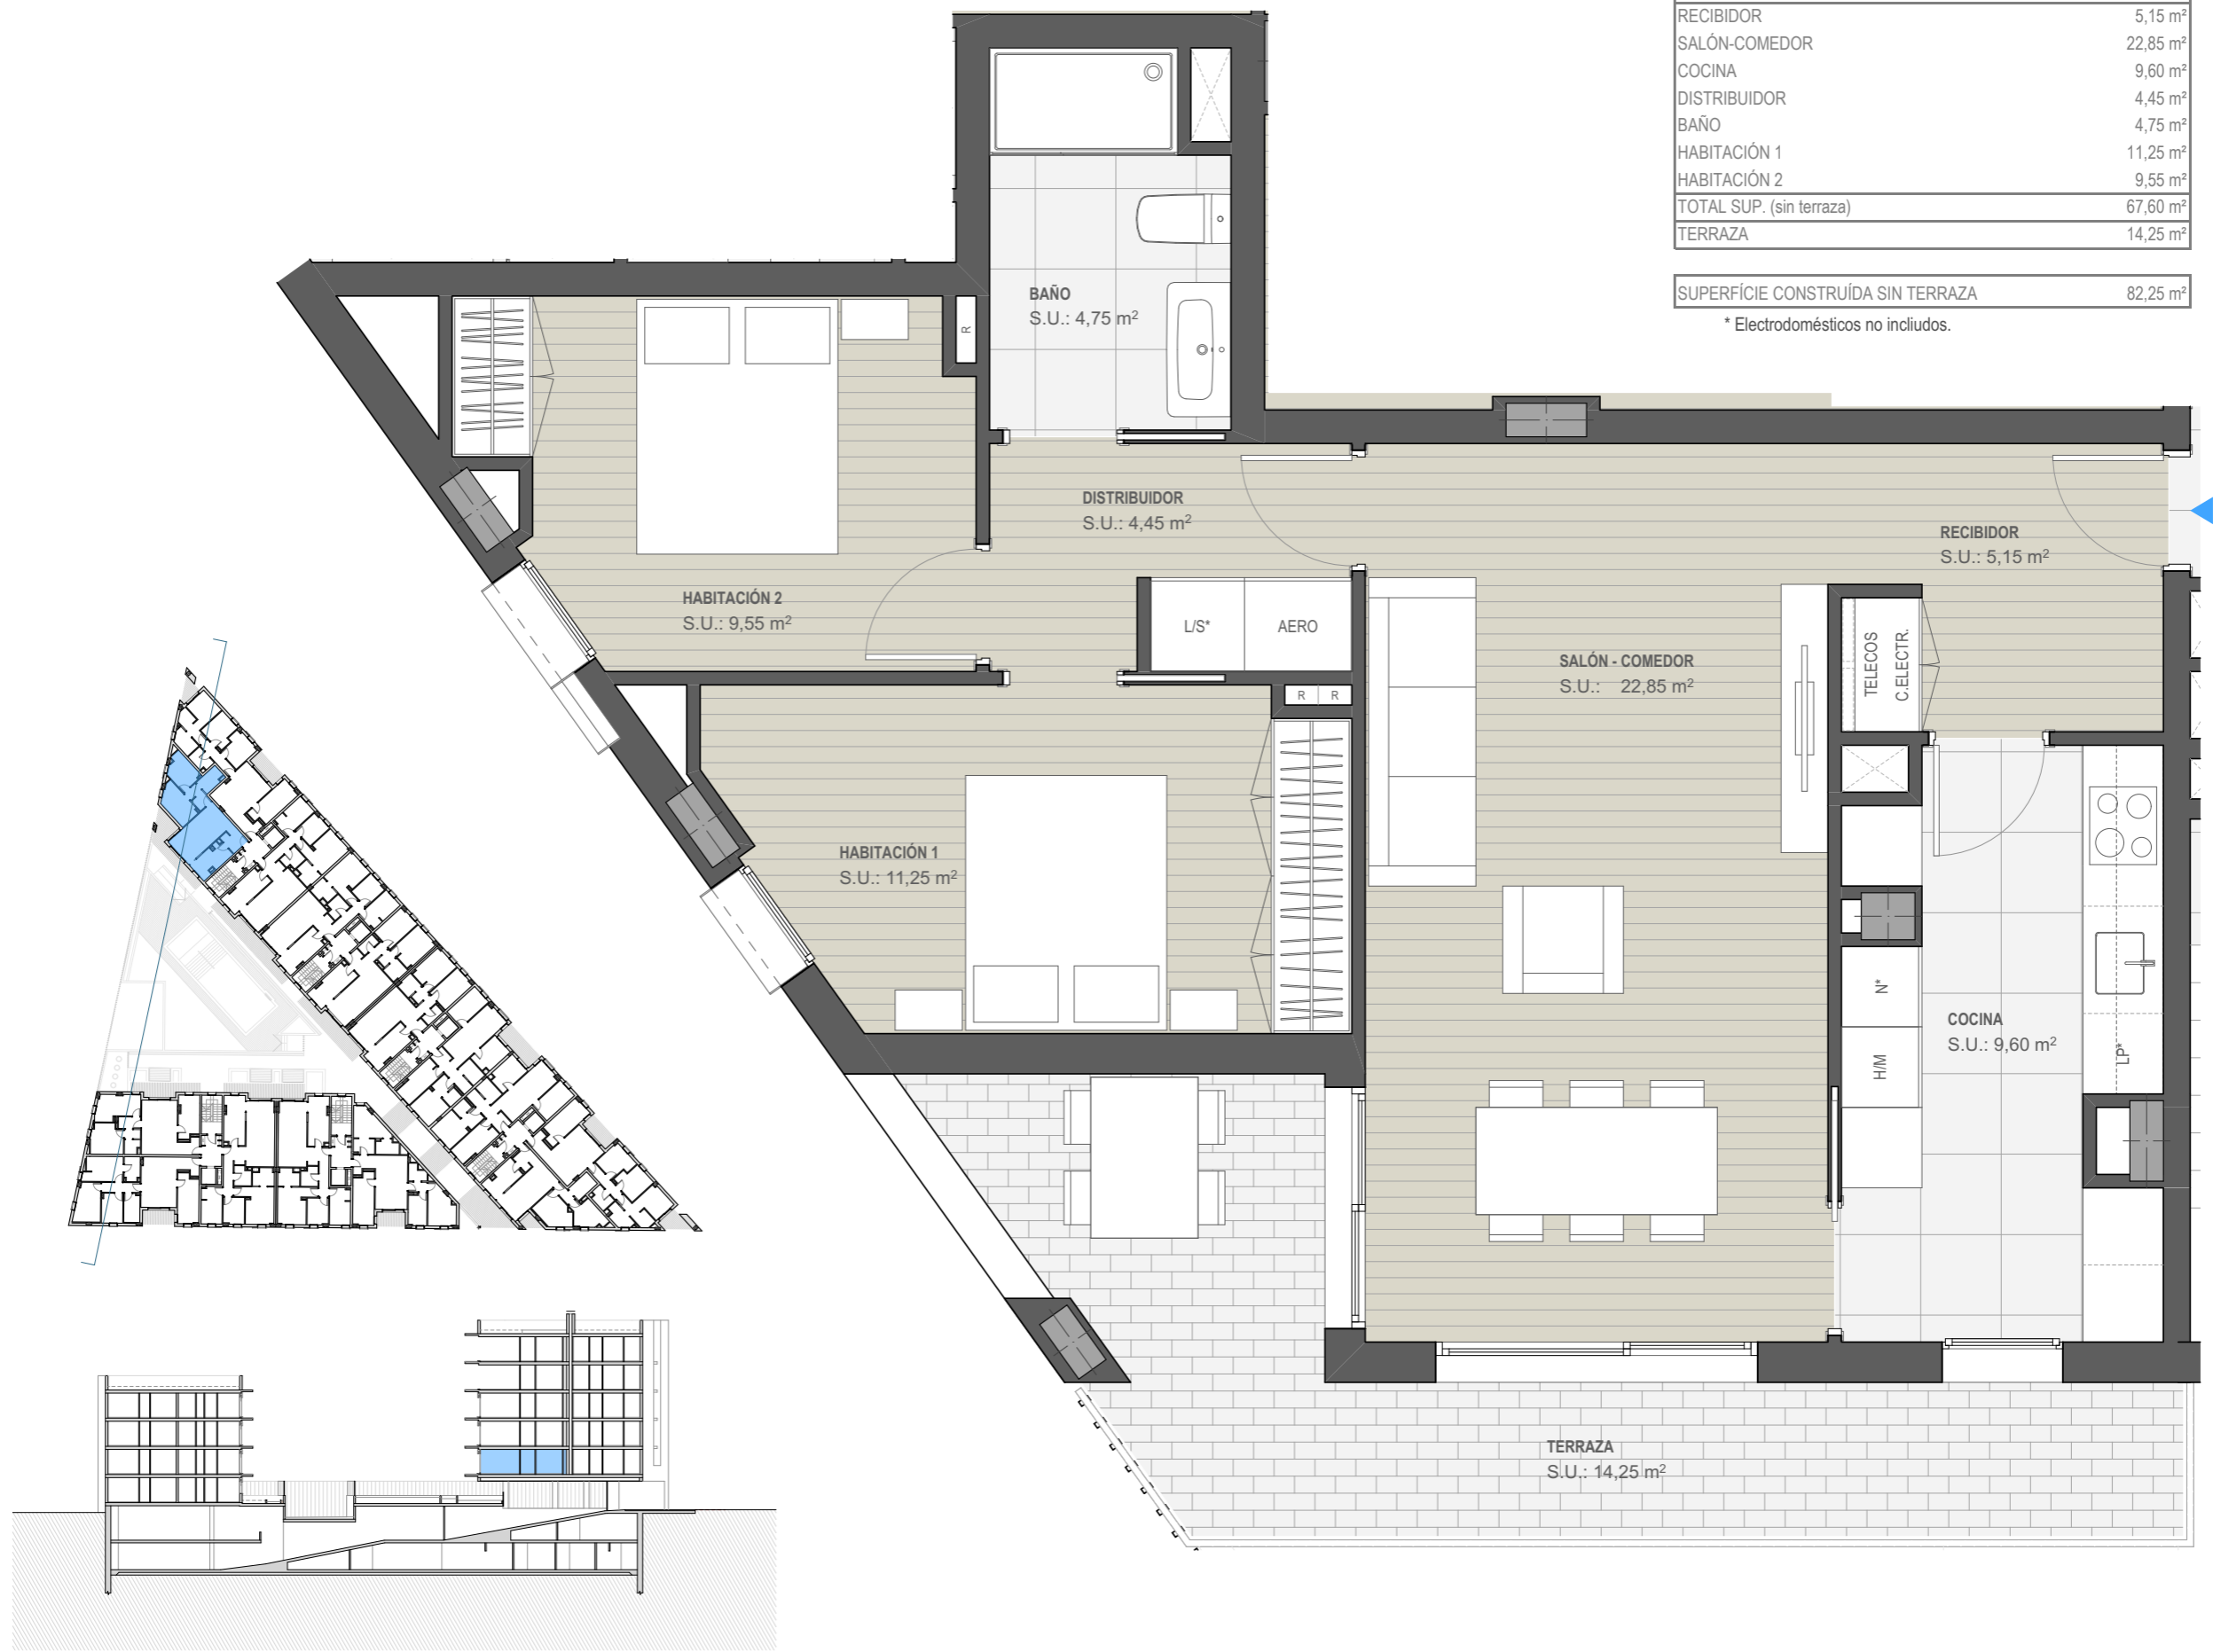 RECIBIDOR 5,15 m²
SALÓN-COMEDOR 22,85 m²
COCINA 9,60 m²
DISTRIBUIDOR 4,45 m²
BAÑO 4,75 m²
HABITACIÓN 1 11,25 m²
HABITACIÓN 2 9,55 m²
TOTAL SUP. (sin terraza) 67,60 m²
TERRAZA 14,25 m²
SUPERFÍCIE CONSTRUÍDA SIN TERRAZA 82,25 m²
* Electrodomésticos no incliudos.
BAÑO
S.U.: 4,75 m²
R
DISTRIBUIDOR
S.U.: 4,45 m²
RECIBIDOR
S.U.: 5,15 m²
HABITACIÓN 2
S.U.: 9,55 m²
L/S*
AERO
SALÓN - COMEDOR
S.U.: 22,85 m²
TELECOS
C.ELECTR.
R
R
HABITACIÓN 1
S.U.: 11,25 m²
N*
H/M
COCINA
S.U.: 9,60 m²
LP*
TERRAZA
S.U.: 14,25 m²